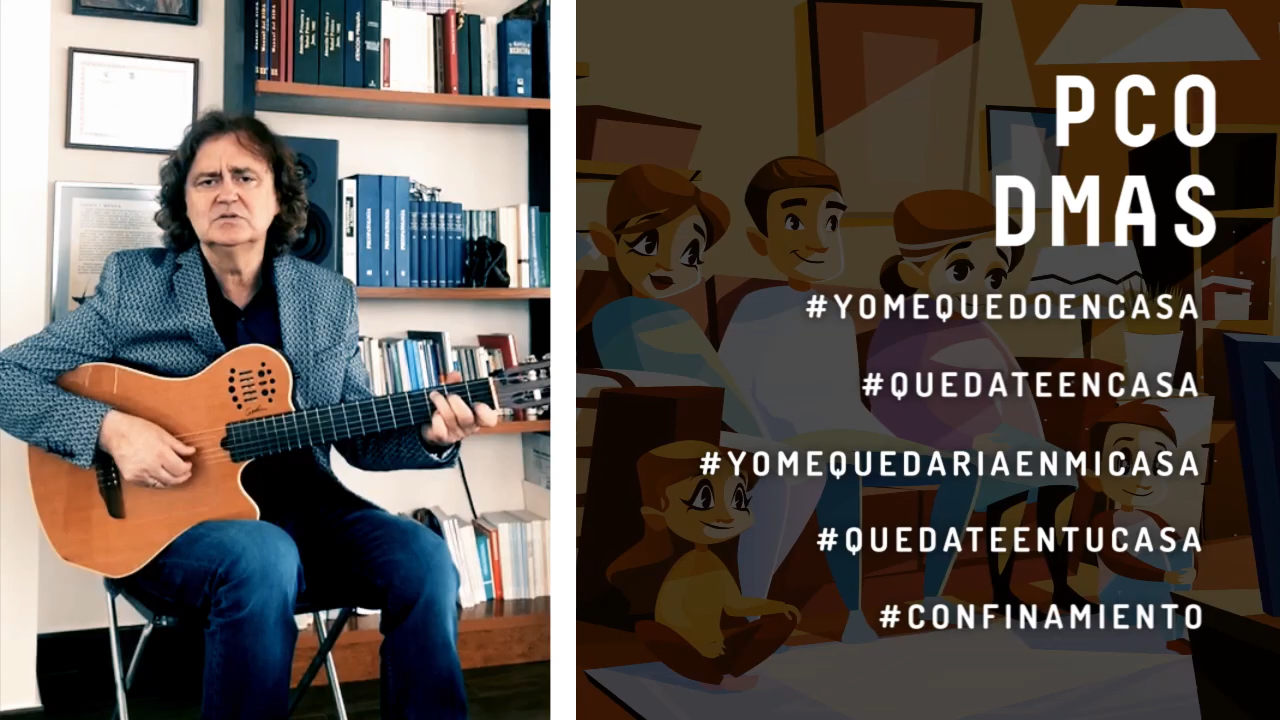 PCO
DMAS
#YOMEQUEDOENCASA
#QUEDATEENCASA
#YOMEQUEDARIAENMICASA
#QUEDATEENTUCASA
#CONFINAMIENTO